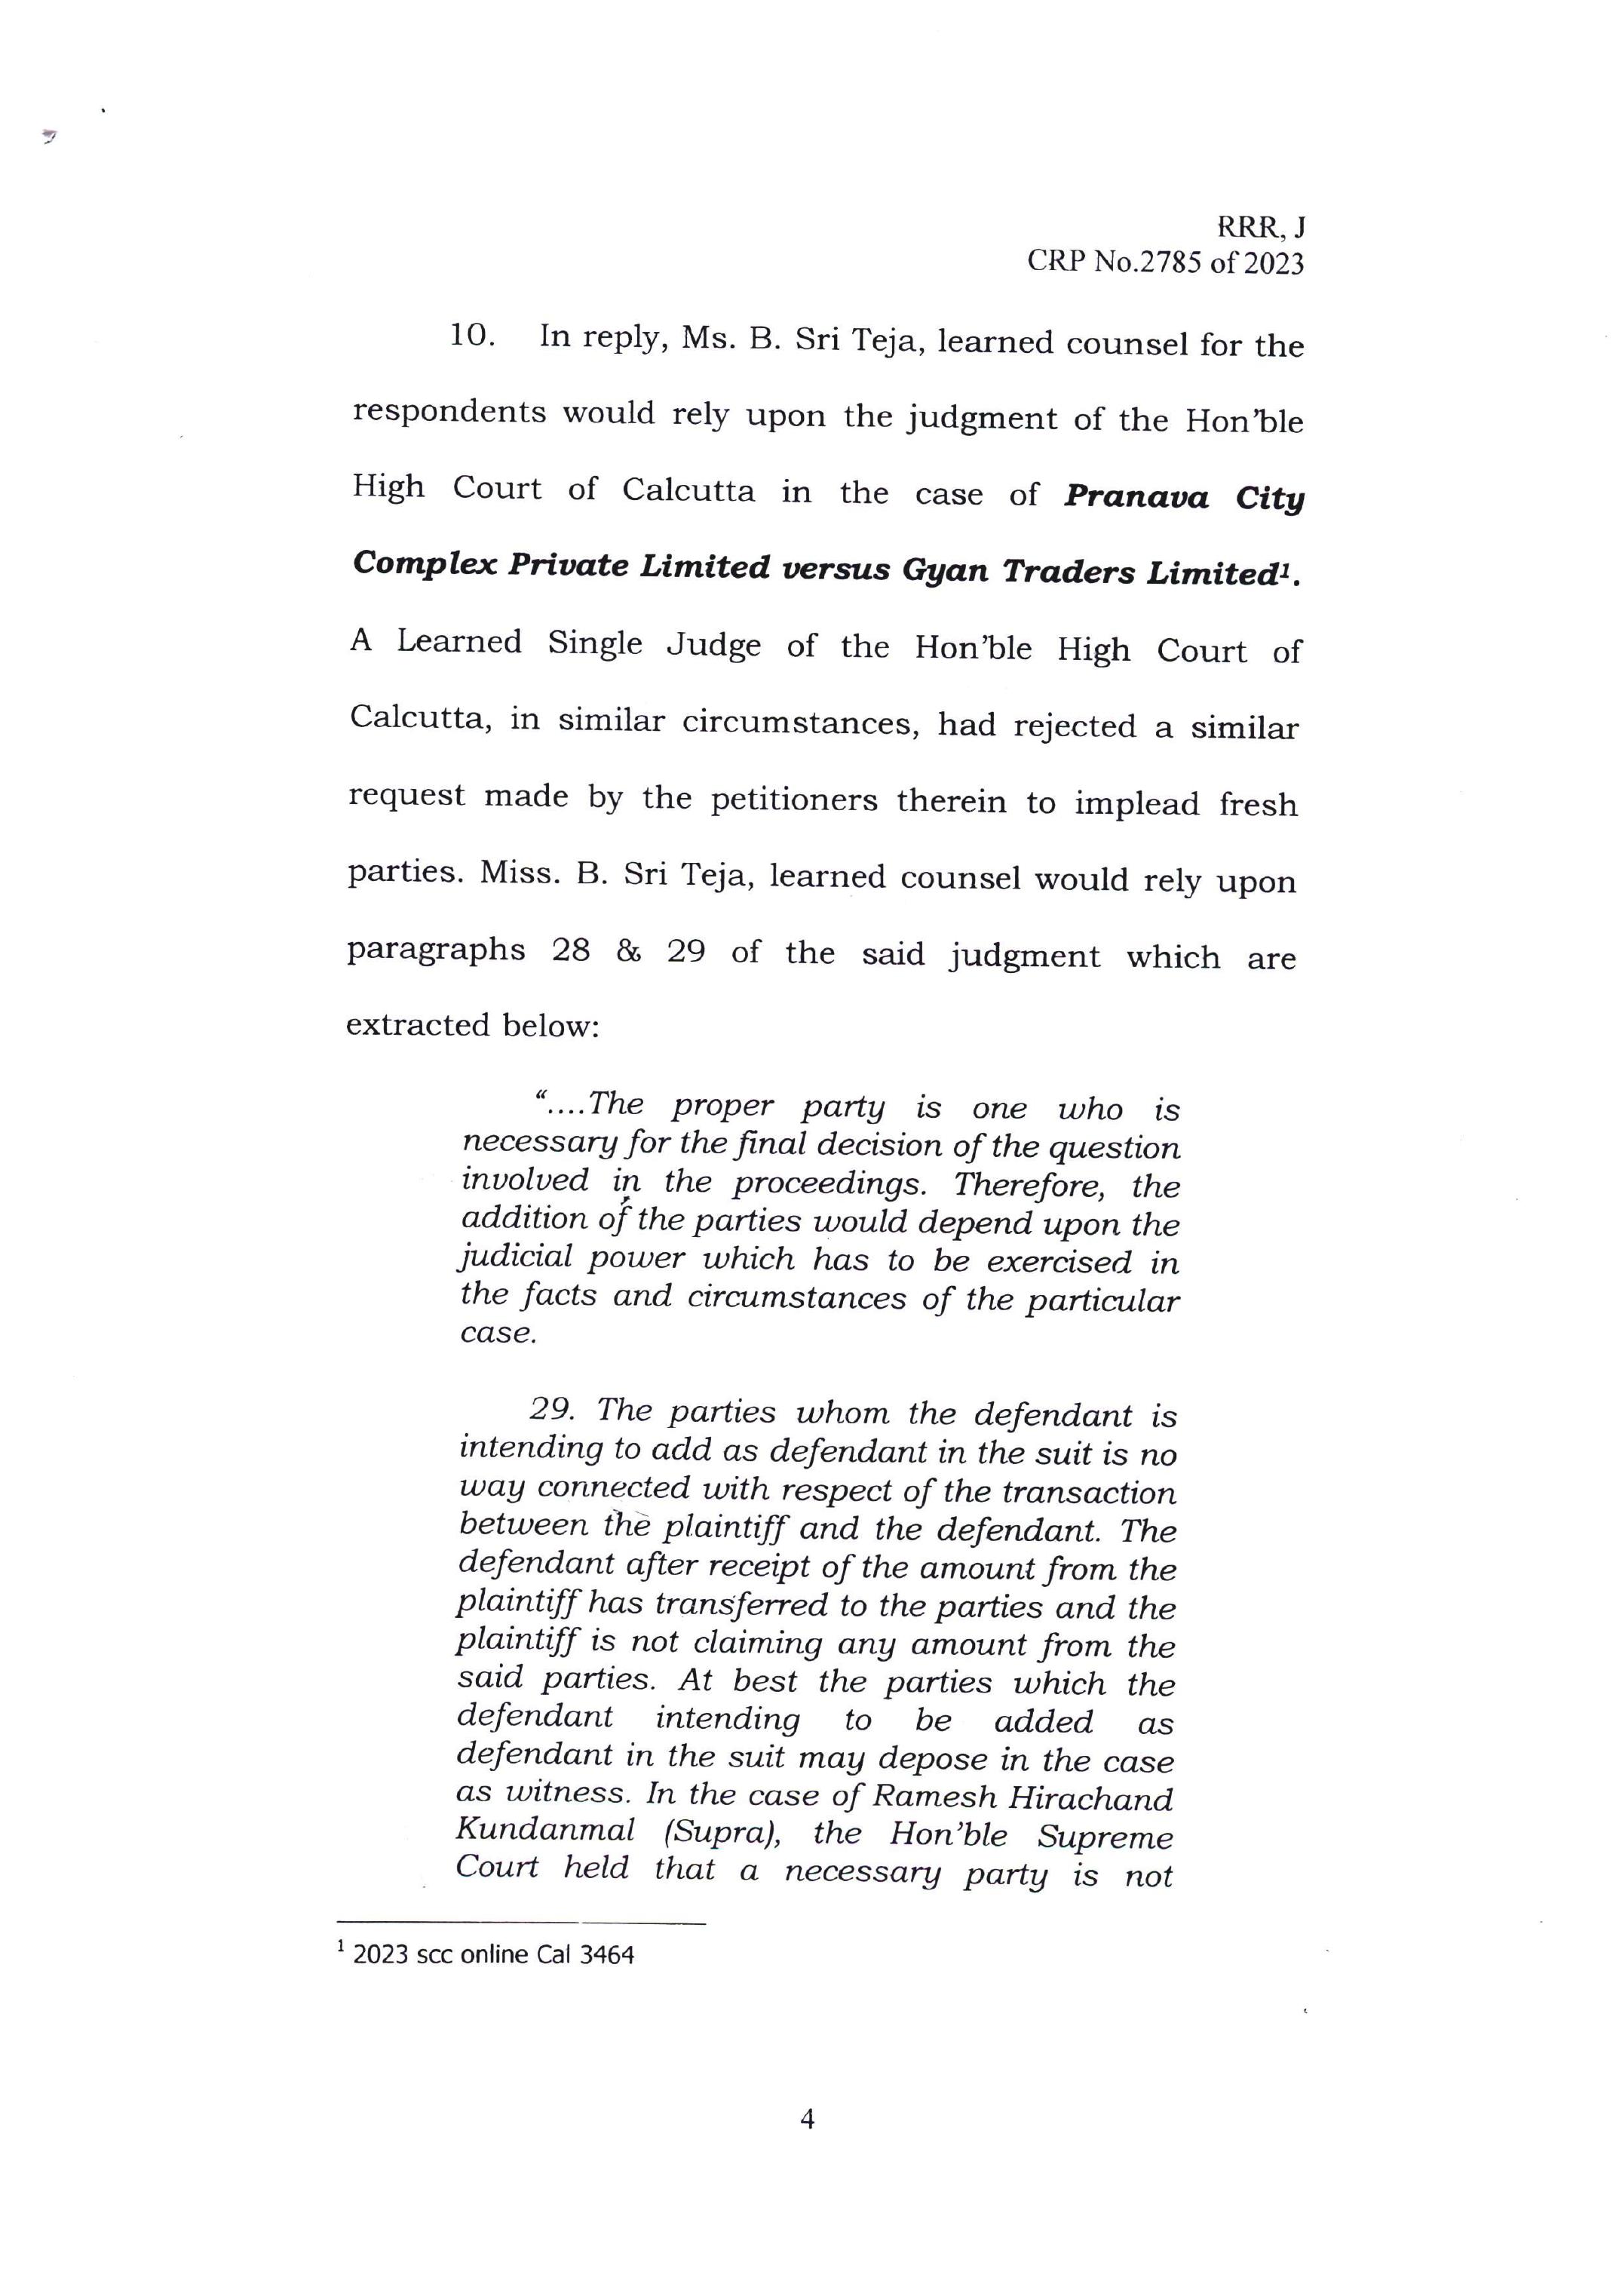 RRR, J
CRP No.2785 of 2023
10. In reply, Ms. B. Sri Teja, learned counsel for the
respondents would rely upon the judgment of the Hon’ble
High Court of Calcutta in the case of Pranava City
Complex Private Limited versus Gyan Traders Limited¹.
A Learned Single Judge of the Hon’ble High Court of
Calcutta, in similar circumstances, had rejected a similar
request made by the petitioners therein to implead fresh
parties. Miss. B. Sri Teja, learned counsel would rely upon
paragraphs 28 & 29 of the said judgment which are
extracted below:
“....The proper party is one who is
necessary for the final decision of the question
involved in the proceedings. Therefore, the
addition of the parties would depend upon the
judicial power which has to be exercised in
the facts and circumstances of the particular
case.
29. The parties whom the defendant is
intending to add as defendant in the suit is no
way connected with respect of the transaction
between the plaintiff and the defendant. The
defendant after receipt of the amount from the
plaintiff has transferred to the parties and the
plaintiff is not claiming any amount from the
said parties. At best the parties which the
defendant intending to be added as
defendant in the suit may depose in the case
as witness. In the case of Ramesh Hirachand
Kundanmal (Supra), the Hon’ble Supreme
Court held that a necessary party is not
¹ 2023 scc online Cal 3464
4